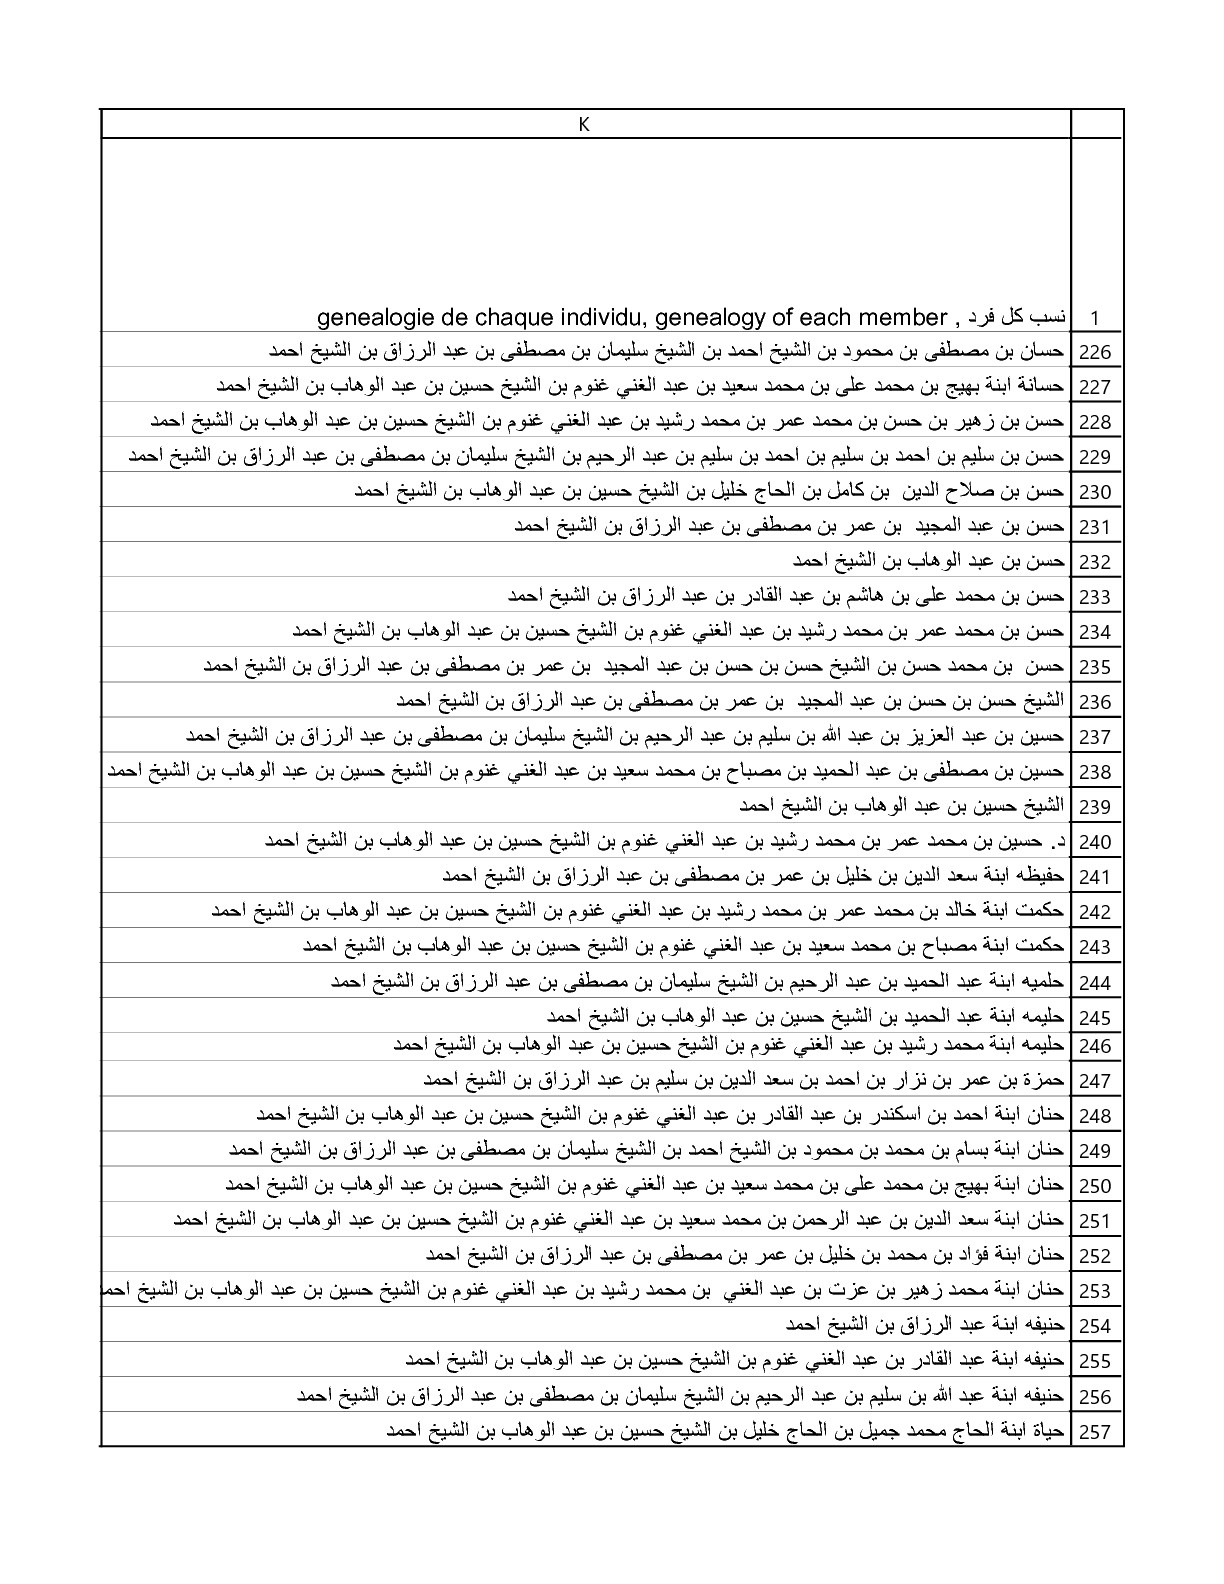 K
1 نسب كل فرد , genealogie de chaque individu, genealogy of each member
226 حسان بن مصطفى بن محمود بن الشيخ احمد بن الشيخ سليمان بن مصطفى بن عبد الرزاق بن الشيخ احمد
227 حسانة ابنة بهيج بن محمد على بن محمد سعيد بن عبد الغني غنوم بن الشيخ حسين بن عبد الوهاب بن الشيخ احمد
228 حسن بن زهير بن حسن بن محمد عمر بن محمد رشيد بن عبد الغني غنوم بن الشيخ حسين بن عبد الوهاب بن الشيخ احمد
229 حسن بن سليم بن احمد بن سليم بن احمد بن سليم بن عبد الرحيم بن الشيخ سليمان بن مصطفى بن عبد الرزاق بن الشيخ احمد
230 حسن بن صلاح الدين بن كامل بن الحاج خليل بن الشيخ حسين بن عبد الوهاب بن الشيخ احمد
231 حسن بن عبد المجيد بن عمر بن مصطفى بن عبد الرزاق بن الشيخ احمد
232 حسن بن عبد الوهاب بن الشيخ احمد
233 حسن بن محمد على بن هاشم بن عبد القادر بن عبد الرزاق بن الشيخ احمد
234 حسن بن محمد عمر بن محمد رشيد بن عبد الغني غنوم بن الشيخ حسين بن عبد الوهاب بن الشيخ احمد
235 حسن بن محمد حسن بن الشيخ حسن بن حسن بن عبد المجيد بن عمر بن مصطفى بن عبد الرزاق بن الشيخ احمد
236 الشيخ حسن بن حسن بن عبد المجيد بن عمر بن مصطفى بن عبد الرزاق بن الشيخ احمد
237 حسين بن عبد العزيز بن عبد الله بن سليم بن عبد الرحيم بن الشيخ سليمان بن مصطفى بن عبد الرزاق بن الشيخ احمد
238 حسين بن مصطفى بن عبد الحميد بن مصباح بن محمد سعيد بن عبد الغني غنوم بن الشيخ حسين بن عبد الوهاب بن الشيخ احمد
239 الشيخ حسين بن عبد الوهاب بن الشيخ احمد
240 د. حسين بن محمد عمر بن محمد رشيد بن عبد الغني غنوم بن الشيخ حسين بن عبد الوهاب بن الشيخ احمد
241 حفيظه ابنة سعد الدين بن خليل بن عمر بن مصطفى بن عبد الرزاق بن الشيخ احمد
242 حكمت ابنة خالد بن محمد عمر بن محمد رشيد بن عبد الغني غنوم بن الشيخ حسين بن عبد الوهاب بن الشيخ احمد
243 حكمت ابنة مصباح بن محمد سعيد بن عبد الغني غنوم بن الشيخ حسين بن عبد الوهاب بن الشيخ احمد
244 حلميه ابنة عبد الحميد بن عبد الرحيم بن الشيخ سليمان بن مصطفى بن عبد الرزاق بن الشيخ احمد
245 حليمه ابنة عبد الحميد بن الشيخ حسين بن عبد الوهاب بن الشيخ احمد
246 حليمه ابنة محمد رشيد بن عبد الغني غنوم بن الشيخ حسين بن عبد الوهاب بن الشيخ احمد
247 حمزة بن عمر بن نزار بن احمد بن سعد الدين بن سليم بن عبد الرزاق بن الشيخ احمد
248 حنان ابنة احمد بن اسكندر بن عبد القادر بن عبد الغني غنوم بن الشيخ حسين بن عبد الوهاب بن الشيخ احمد
249 حنان ابنة بسام بن محمد بن محمود بن الشيخ احمد بن الشيخ سليمان بن مصطفى بن عبد الرزاق بن الشيخ احمد
250 حنان ابنة بهيج بن محمد على بن محمد سعيد بن عبد الغني غنوم بن الشيخ حسين بن عبد الوهاب بن الشيخ احمد
251 حنان ابنة سعد الدين بن عبد الرحمن بن محمد سعيد بن عبد الغني غنوم بن الشيخ حسين بن عبد الوهاب بن الشيخ احمد
252 حنان ابنة فؤاد بن محمد بن خليل بن عمر بن مصطفى بن عبد الرزاق بن الشيخ احمد
253 حنان ابنة محمد زهير بن عزت بن عبد الغني بن محمد رشيد بن عبد الغني غنوم بن الشيخ حسين بن عبد الوهاب بن الشيخ احمد
254 حنيفه ابنة عبد الرزاق بن الشيخ احمد
255 حنيفه ابنة عبد القادر بن عبد الغني غنوم بن الشيخ حسين بن عبد الوهاب بن الشيخ احمد
256 حنيفه ابنة عبد الله بن سليم بن عبد الرحيم بن الشيخ سليمان بن مصطفى بن عبد الرزاق بن الشيخ احمد
257 حياة ابنة الحاج محمد جميل بن الحاج خليل بن الشيخ حسين بن عبد الوهاب بن الشيخ احمد